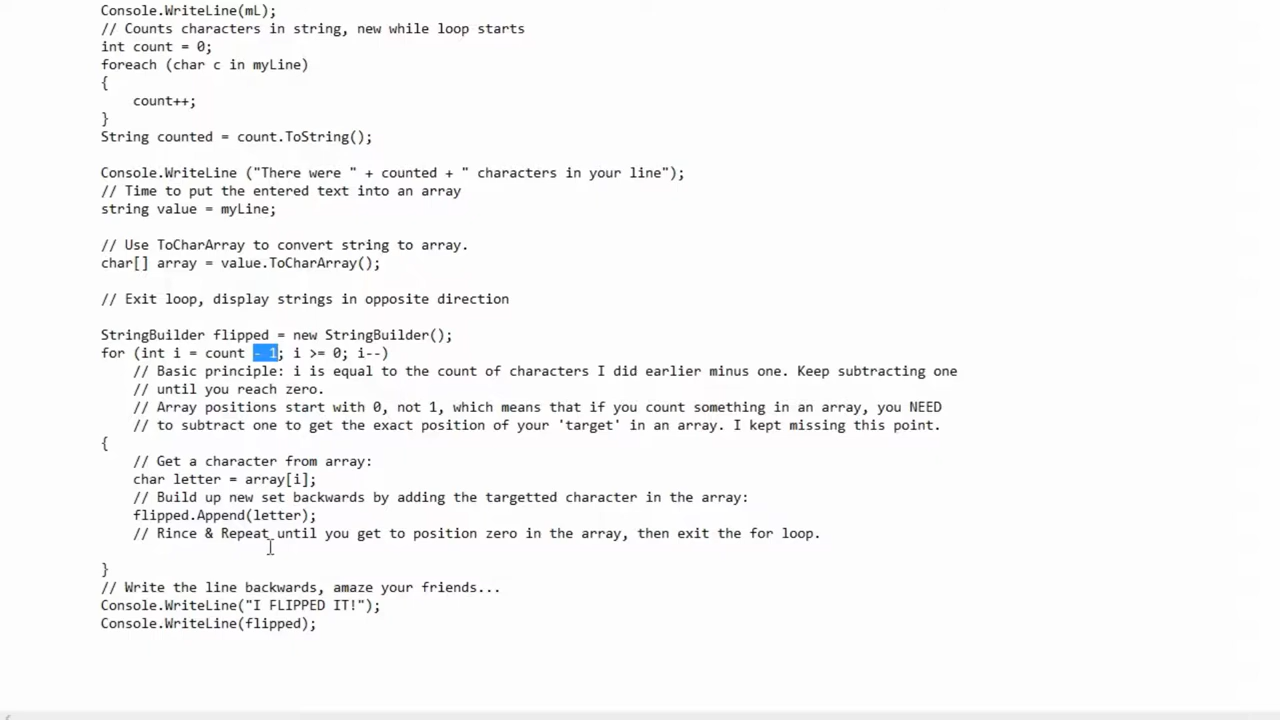 Console.WriteLine(mL);
// Counts characters in string, new while loop starts
int count = 0;
foreach (char c in myLine)
{
count++;
}
String counted = count.ToString();
Console.WriteLine ("There were " + counted + " characters in your line");
// Time to put the entered text into an array
string value = myLine;
// Use ToCharArray to convert string to array.
char[] array = value.ToCharArray();
// Exit loop, display strings in opposite direction
StringBuilder flipped = new StringBuilder();
for (int i = count - 1; i >= 0; i--)
// Basic principle: i is equal to the count of characters I did earlier minus one. Keep subtracting one
// until you reach zero.
// Array positions start with 0, not 1, which means that if you count something in an array, you NEED
// to subtract one to get the exact position of your 'target' in an array. I kept missing this point.
{
// Get a character from array:
char letter = array[i];
// Build up new set backwards by adding the targetted character in the array:
flipped.Append(letter);
// Rince & Repeat until you get to position zero in the array, then exit the for loop.
}
// Write the line backwards, amaze your friends...
Console.WriteLine("I FLIPPED IT!");
Console.WriteLine(flipped);